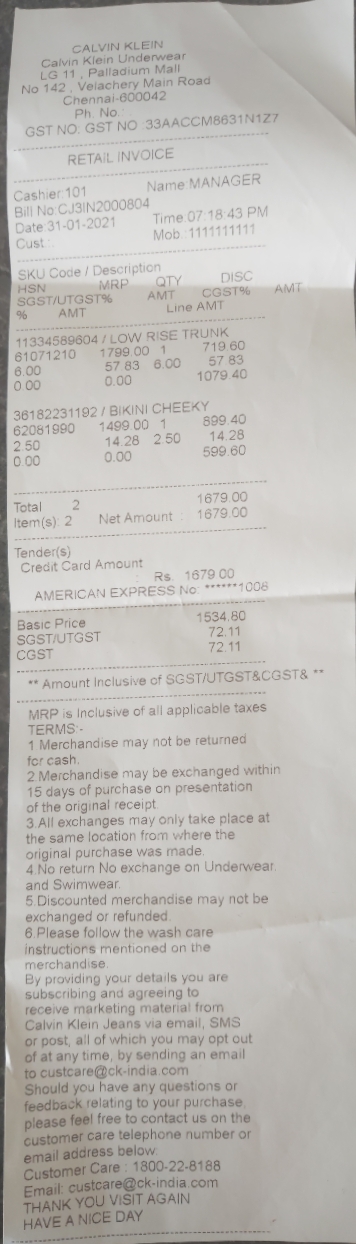 CALVIN KLEIN
Calvin Klein Underwear
LG 11 , Palladium Mall
No 142 , Velachery Main Road
Chennai-600042
Ph. No.:
GST NO: GST NO :33AACCM8631N1Z7
RETAIL INVOICE
Cashier:101 Name:MANAGER
Bill No:CJ3IN2000804
Date:31-01-2021 Time:07:18:43 PM
Cust : Mob.:1111111111
SKU Code / Description
HSN MRP QTY DISC
SGST/UTGST% AMT CGST% AMT
% AMT Line AMT
11334589604 / LOW RISE TRUNK
61071210 1799.00 1 719.60
6.00 57.83 6.00 57.83
0.00 0.00 1079.40
36182231192 / BIKINI CHEEKY
62081990 1499.00 1 899.40
2.50 14.28 2.50 14.28
0.00 0.00 599.60
Total 2 1679.00
Item(s): 2 Net Amount : 1679.00
Tender(s)
Credit Card Amount
: Rs. 1679.00
AMERICAN EXPRESS No: ******1006
Basic Price 1534.80
SGST/UTGST 72.11
CGST 72.11
** Amount Inclusive of SGST/UTGST&CGST& **
MRP is Inclusive of all applicable taxes
TERMS:-
1 Merchandise may not be returned
for cash.
2.Merchandise may be exchanged within
15 days of purchase on presentation
of the original receipt
3.All exchanges may only take place at
the same location from where the
original purchase was made.
4.No return No exchange on Underwear.
and Swimwear.
5.Discounted merchandise may not be
exchanged or refunded.
6.Please follow the wash care
instructions mentioned on the
merchandise.
By providing your details you are
subscribing and agreeing to
receive marketing material from
Calvin Klein Jeans via email, SMS
or post, all of which you may opt out
of at any time, by sending an email
to custcare@ck-india.com
Should you have any questions or
feedback relating to your purchase,
please feel free to contact us on the
customer care telephone number or
email address below:
Customer Care : 1800-22-8188
Email: custcare@ck-india.com
THANK YOU VISIT AGAIN
HAVE A NICE DAY